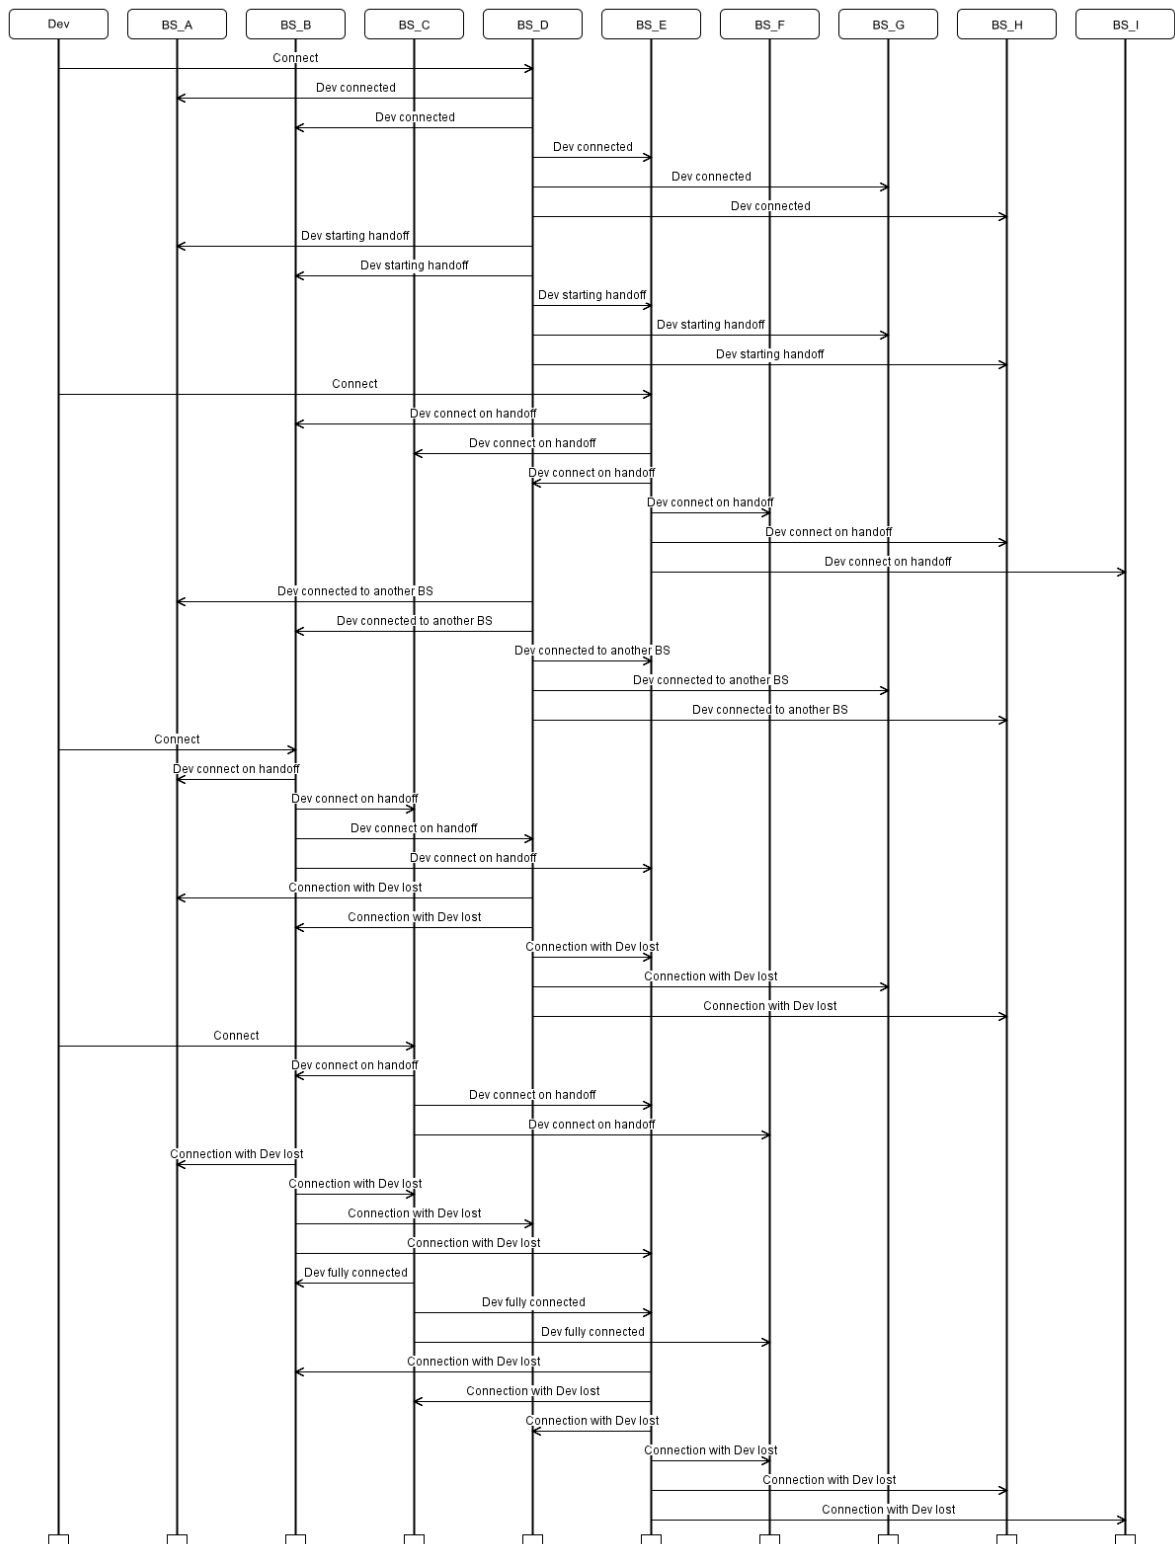 Dev BS_A BS_B BS_C BS_D BS_E BS_F BS_G BS_H BS_I
Connect
Dev connected
Dev connected
Dev connected
Dev connected
Dev connected
Dev starting handoff
Dev starting handoff
Dev starting handoff
Dev starting handoff
Dev starting handoff
Connect
Dev connect on handoff
Dev connect on handoff
Dev connect on handoff
Dev connect on handoff
Dev connect on handoff
Dev connect on handoff
Dev connected to another BS
Dev connected to another BS
Dev connected to another BS
Dev connected to another BS
Dev connected to another BS
Connect
Dev connect on handoff
Dev connect on handoff
Dev connect on handoff
Dev connect on handoff
Connection with Dev lost
Connection with Dev lost
Connection with Dev lost
Connection with Dev lost
Connection with Dev lost
Connect
Dev connect on handoff
Dev connect on handoff
Dev connect on handoff
Connection with Dev lost
Connection with Dev lost
Connection with Dev lost
Connection with Dev lost
Dev fully connected
Dev fully connected
Dev fully connected
Connection with Dev lost
Connection with Dev lost
Connection with Dev lost
Connection with Dev lost
Connection with Dev lost
Connection with Dev lost